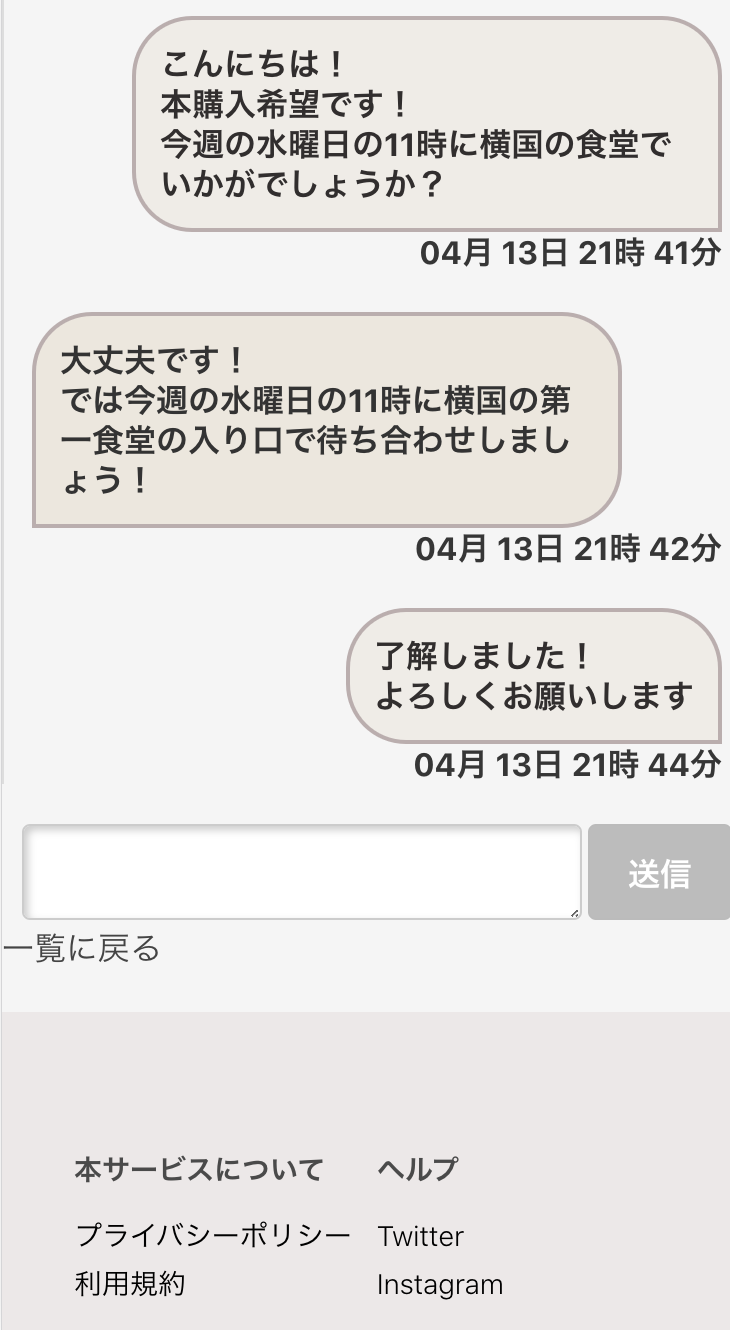 こんにちは！
本購入希望です！
今週の水曜日の11時に横国の食堂で
いかがでしょうか？
04月 13日 21時 41分
大丈夫です！
では今週の水曜日の11時に横国の第
一食堂の入り口で待ち合わせしまし
ょう！
04月 13日 21時 42分
了解しました！
よろしくお願いします
04月 13日 21時 44分
送信
一覧に戻る
本サービスについて ヘルプ
プライバシーポリシー Twitter
利用規約 Instagram